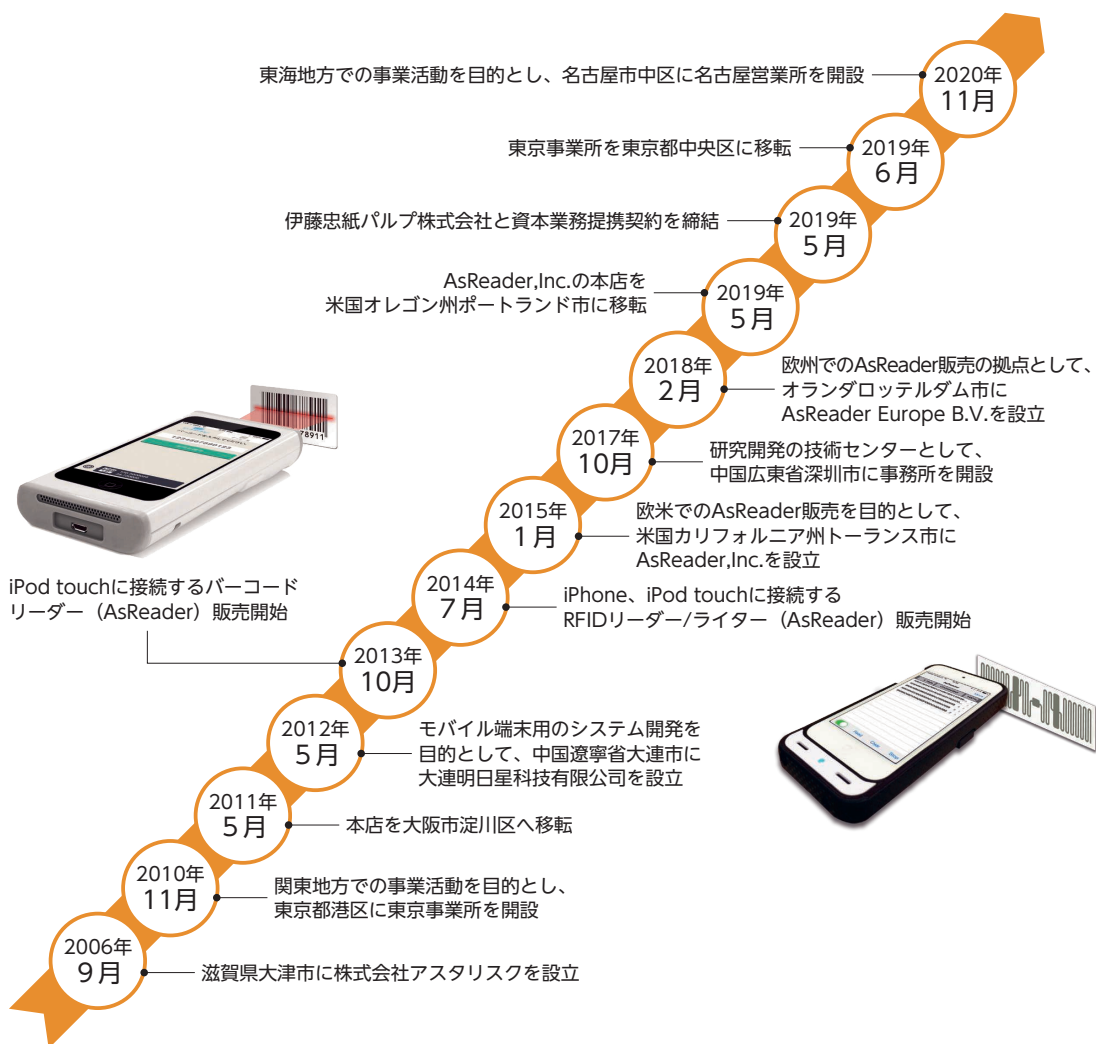 東海地方での事業活動を目的とし、名古屋市中区に名古屋営業所を開設
2020年
11月
東京事業所を東京都中央区に移転
2019年
6月
伊藤忠紙パルプ株式会社と資本業務提携契約を締結
2019年
5月
AsReader,Inc.の本店を
米国オレゴン州ポートランド市に移転
2019年
5月
2018年
2月
欧州でのAsReader販売の拠点として、
オランダロッテルダム市に
AsReader Europe B.V.を設立
2017年
10月
研究開発の技術センターとして、
中国広東省深圳市に事務所を開設
2015年
1月
欧米でのAsReader販売を目的として、
米国カリフォルニア州トーランス市に
AsReader,Inc.を設立
78911
2014年
7月
iPhone、iPod touchに接続する
RFIDリーダー/ライター（AsReader）販売開始
iPod touchに接続するバーコード
リーダー（AsReader）販売開始
2013年
10月
2012年
5月
モバイル端末用のシステム開発を
目的として、中国遼寧省大連市に
大連明日星科技有限公司を設立
2011年
5月
本店を大阪市淀川区へ移転
2010年
11月
関東地方での事業活動を目的とし、
東京都港区に東京事業所を開設
2006年
9月
滋賀県大津市に株式会社アスタリスクを設立